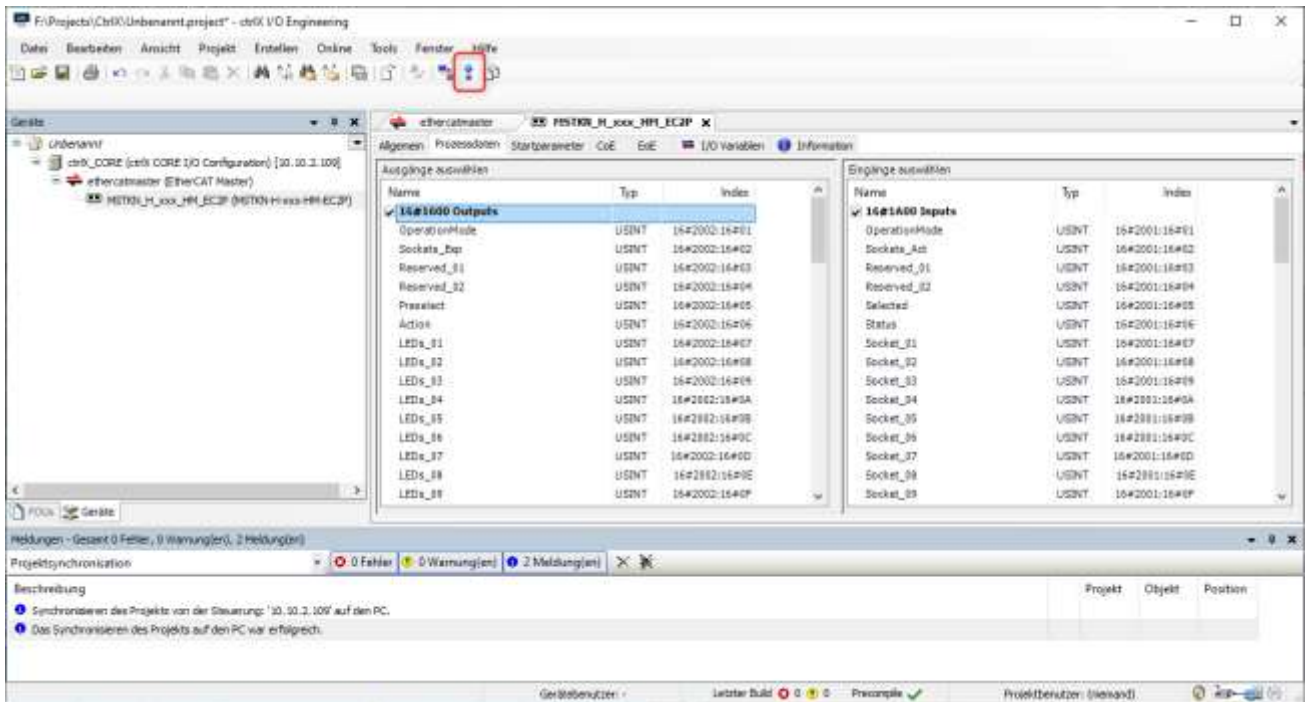 F:\Projects\CtrlX\Unbenannt.project* - ctrlX I/O Engineering
Datei Bearbeiten Ansicht Projekt Erstellen Online Tools Fenster Hilfe
Geräte
ethercatmaster MSTKN_H_xxx_HM_EC2P
Unbenannt
Allgemein Prozessdaten Startparameter CoE EoE I/O Variablen Information
ctrlX_CORE (ctrlX CORE I/O Configuration) [10.10.2.109]
ethercatmaster (EtherCAT Master)
MSTKN_H_xxx_HM_EC2P (MSTKN-H-xxx-HM-EC2P)
Ausgänge auswählen
Name Typ Index
16#1600 Outputs
OperationMode USINT 16#2002:16#01
Sockets_Exp USINT 16#2002:16#02
Reserved_01 USINT 16#2002:16#03
Reserved_02 USINT 16#2002:16#04
Preselect USINT 16#2002:16#05
Action USINT 16#2002:16#06
LEDs_01 USINT 16#2002:16#07
LEDs_02 USINT 16#2002:16#08
LEDs_03 USINT 16#2002:16#09
LEDs_04 USINT 16#2002:16#0A
LEDs_05 USINT 16#2002:16#0B
LEDs_06 USINT 16#2002:16#0C
LEDs_07 USINT 16#2002:16#0D
LEDs_08 USINT 16#2002:16#0E
LEDs_09 USINT 16#2002:16#0F
Eingänge auswählen
Name Typ Index
16#1A00 Inputs
OperationMode USINT 16#2001:16#01
Sockets_Act USINT 16#2001:16#02
Reserved_01 USINT 16#2001:16#03
Reserved_02 USINT 16#2001:16#04
Selected USINT 16#2001:16#05
Status USINT 16#2001:16#06
Socket_01 USINT 16#2001:16#07
Socket_02 USINT 16#2001:16#08
Socket_03 USINT 16#2001:16#09
Socket_04 USINT 16#2001:16#0A
Socket_05 USINT 16#2001:16#0B
Socket_06 USINT 16#2001:16#0C
Socket_07 USINT 16#2001:16#0D
Socket_08 USINT 16#2001:16#0E
Socket_09 USINT 16#2001:16#0F
POUs Geräte
Meldungen - Gesamt 0 Fehler, 0 Warnung(en), 2 Meldung(en)
Projektsynchronisation 0 Fehler 0 Warnung(en) 2 Meldung(en)
Beschreibung Projekt Objekt Position
Synchronisieren des Projekts von der Steuerung: '10.10.2.109' auf den PC.
Das Synchronisieren des Projekts auf den PC war erfolgreich.
Gerätebenutzer: - Letzter Build 0 0 Precompile Projektbenutzer: (niemand)